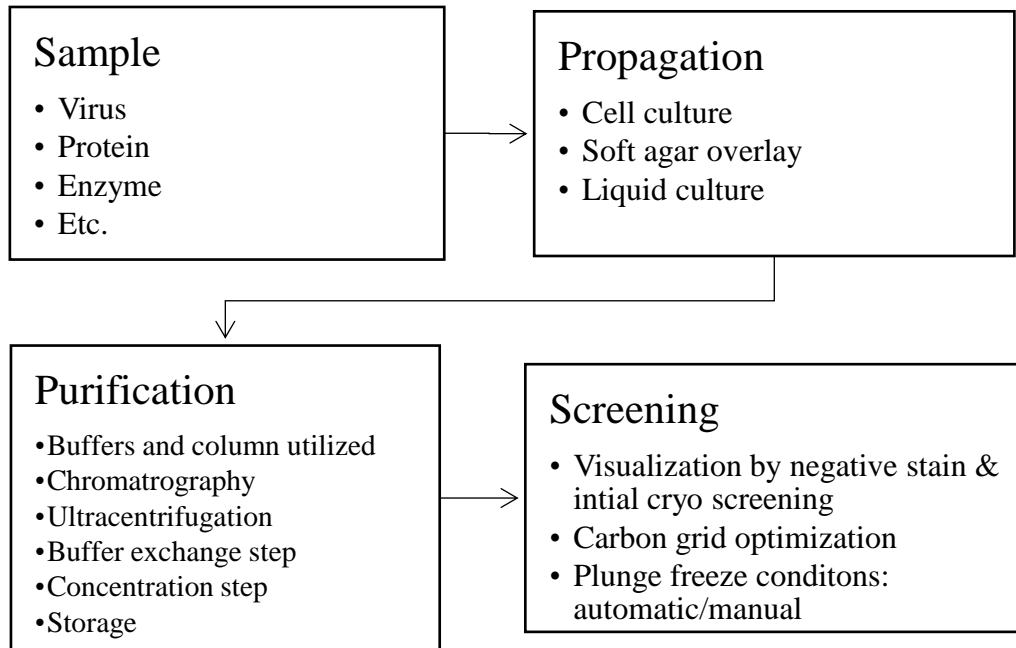 Sample
• Virus
• Protein
• Enzyme
• Etc.
Propagation
• Cell culture
• Soft agar overlay
• Liquid culture
Purification
•Buffers and column utilized
•Chromatrography
•Ultracentrifugation
•Buffer exchange step
•Concentration step
•Storage
Screening
• Visualization by negative stain &
intial cryo screening
• Carbon grid optimization
• Plunge freeze conditons:
automatic/manual